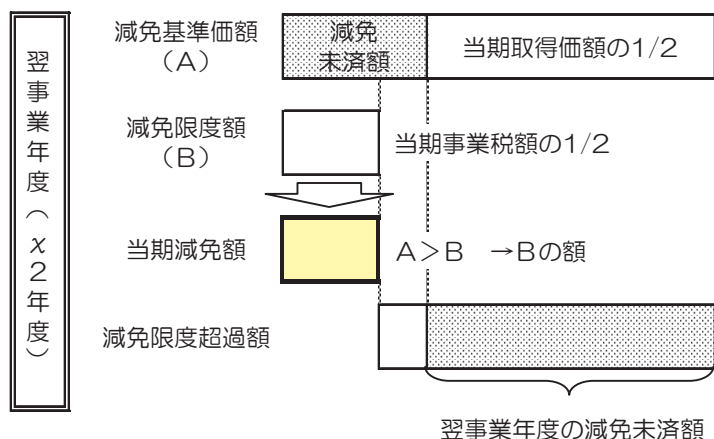 翌事業年度（χ2年度）
減免基準価額
（A）
減免
未済額
当期取得価額の1/2
減免限度額
（B）
当期事業税額の1/2
当期減免額
A＞B　→Bの額
減免限度超過額
翌事業年度の減免未済額